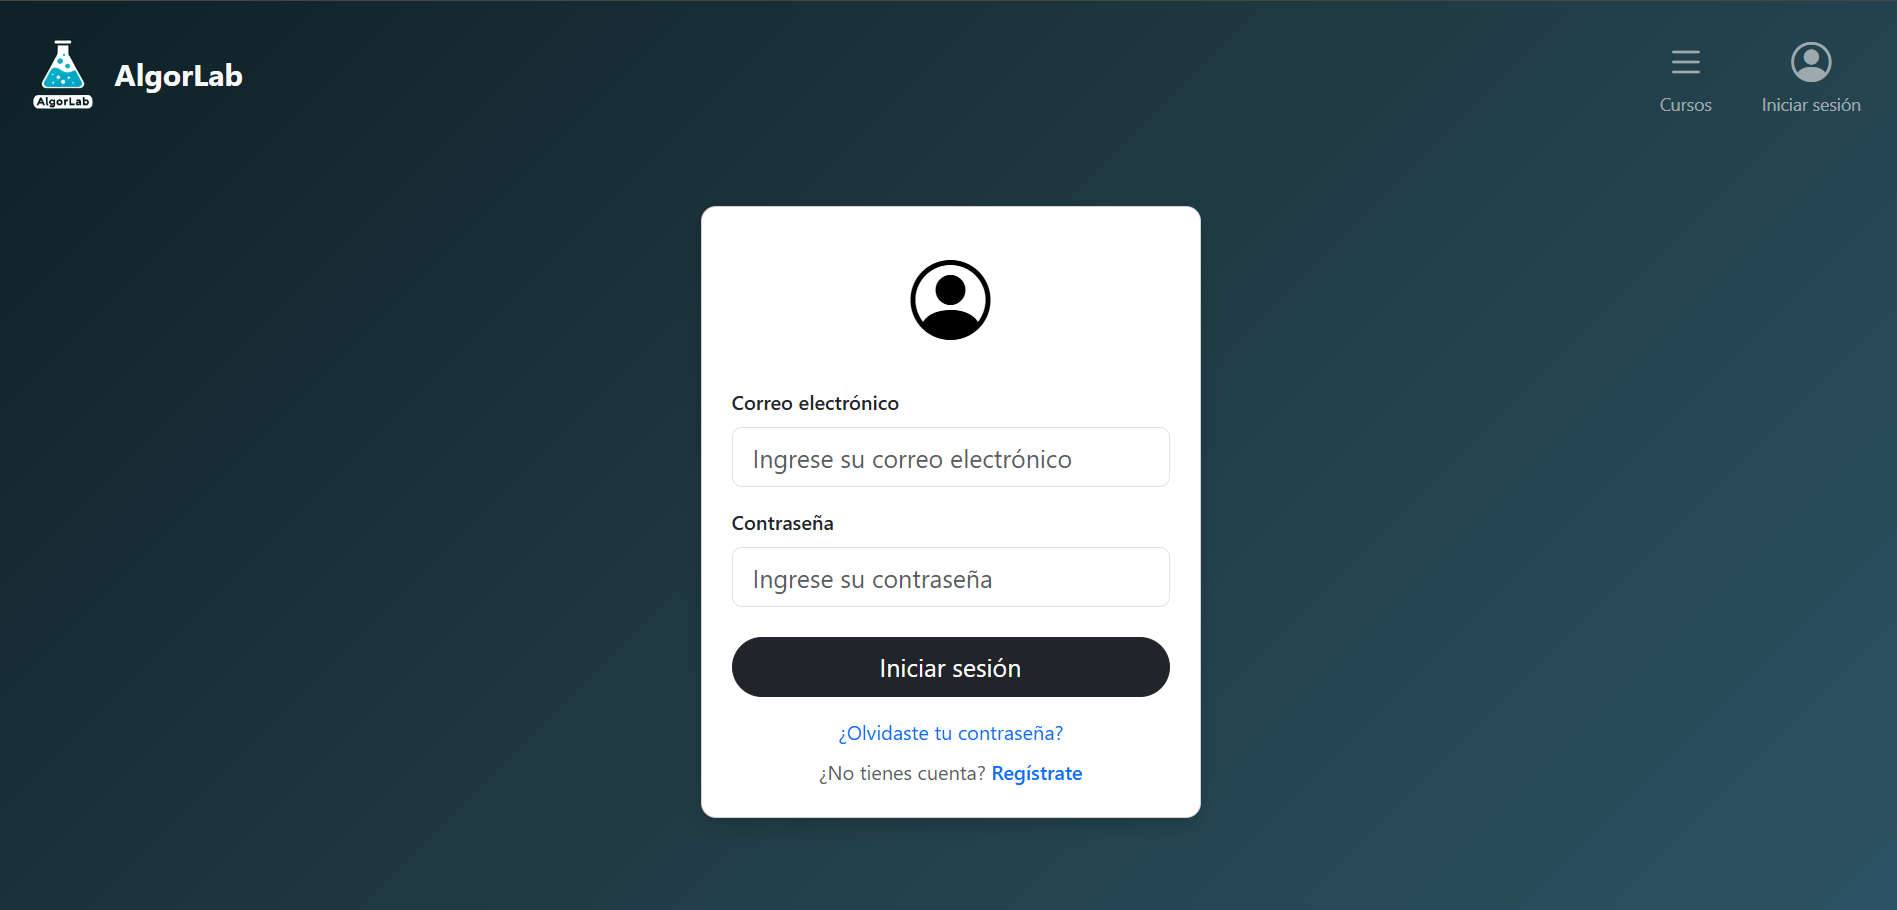 AlgorLab
AlgorLab
Cursos
Iniciar sesión
Correo electrónico
Ingrese su correo electrónico
Contraseña
Ingrese su contraseña
Iniciar sesión
¿Olvidaste tu contraseña?
¿No tienes cuenta? Regístrate